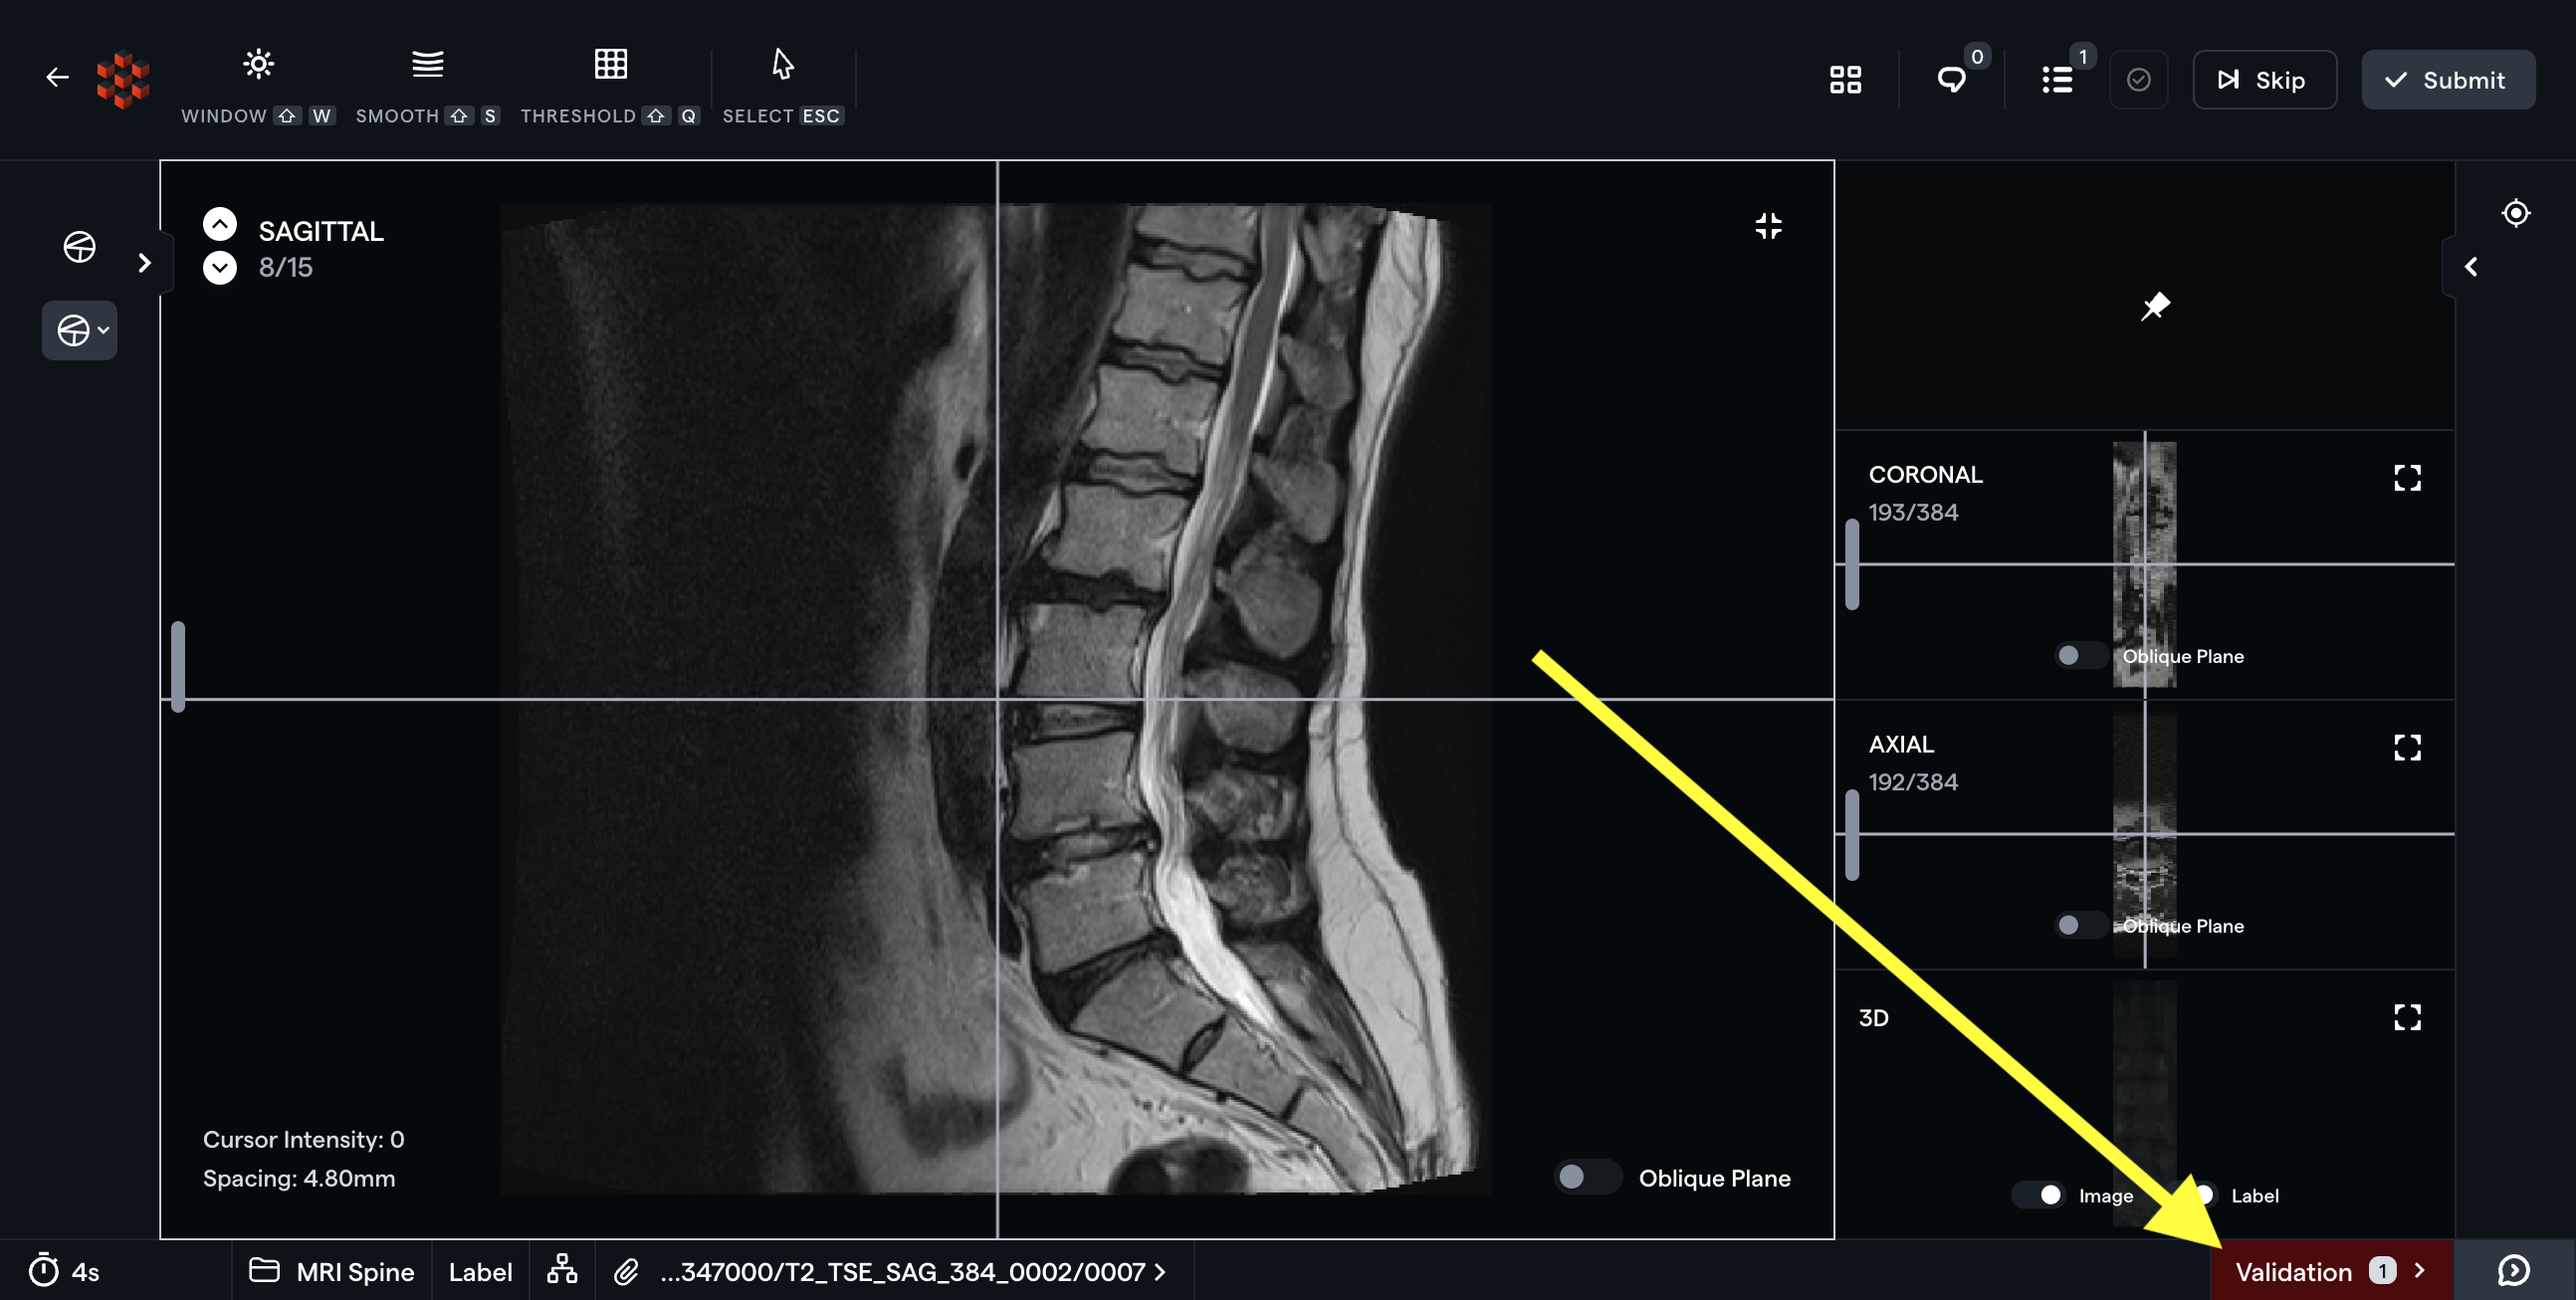 WINDOW ⇧ W
SMOOTH ⇧ S
THRESHOLD ⇧ Q
SELECT ESC
0
1
Skip
Submit
SAGITTAL
8/15
CORONAL
193/384
Oblique Plane
AXIAL
192/384
Oblique Plane
3D
Image
Label
Cursor Intensity: 0
Spacing: 4.80mm
Oblique Plane
4s
MRI Spine
Label
...347000/T2_TSE_SAG_384_0002/0007
Validation 1